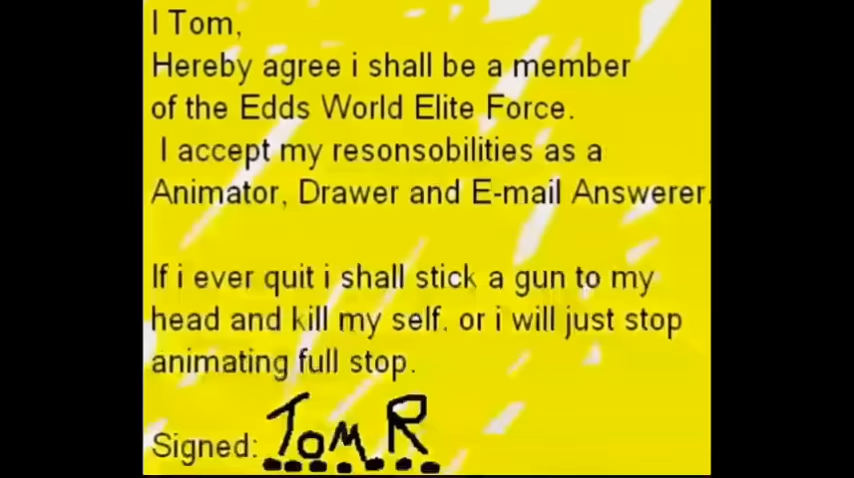 I Tom,
Hereby agree i shall be a member
of the Edds World Elite Force.
I accept my resonsobilities as a
Animator, Drawer and E-mail Answerer.
If i ever quit i shall stick a gun to my
head and kill my self. or i will just stop
animating full stop.
Signed: Tom R